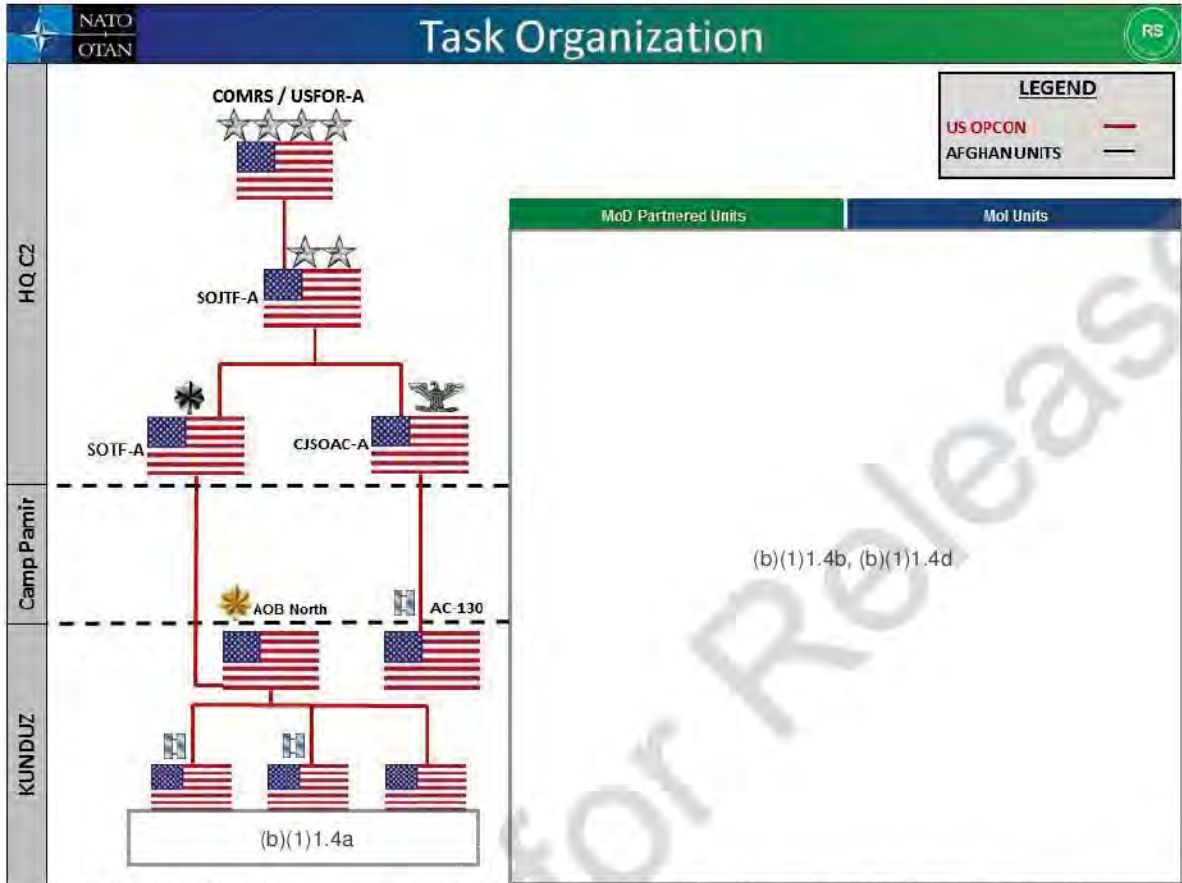 NATO
OTAN
Task Organization
RS
COMRS / USFOR-A
LEGEND
US OPCON
AFGHAN UNITS
MoD Partnered Units
MoI Units
HQ C2
SOJTF-A
SOTF-A
CJSOAC-A
Camp Pamir
(b)(1)1.4b, (b)(1)1.4d
AOB North
AC-130
KUNDUZ
(b)(1)1.4a
for Releas